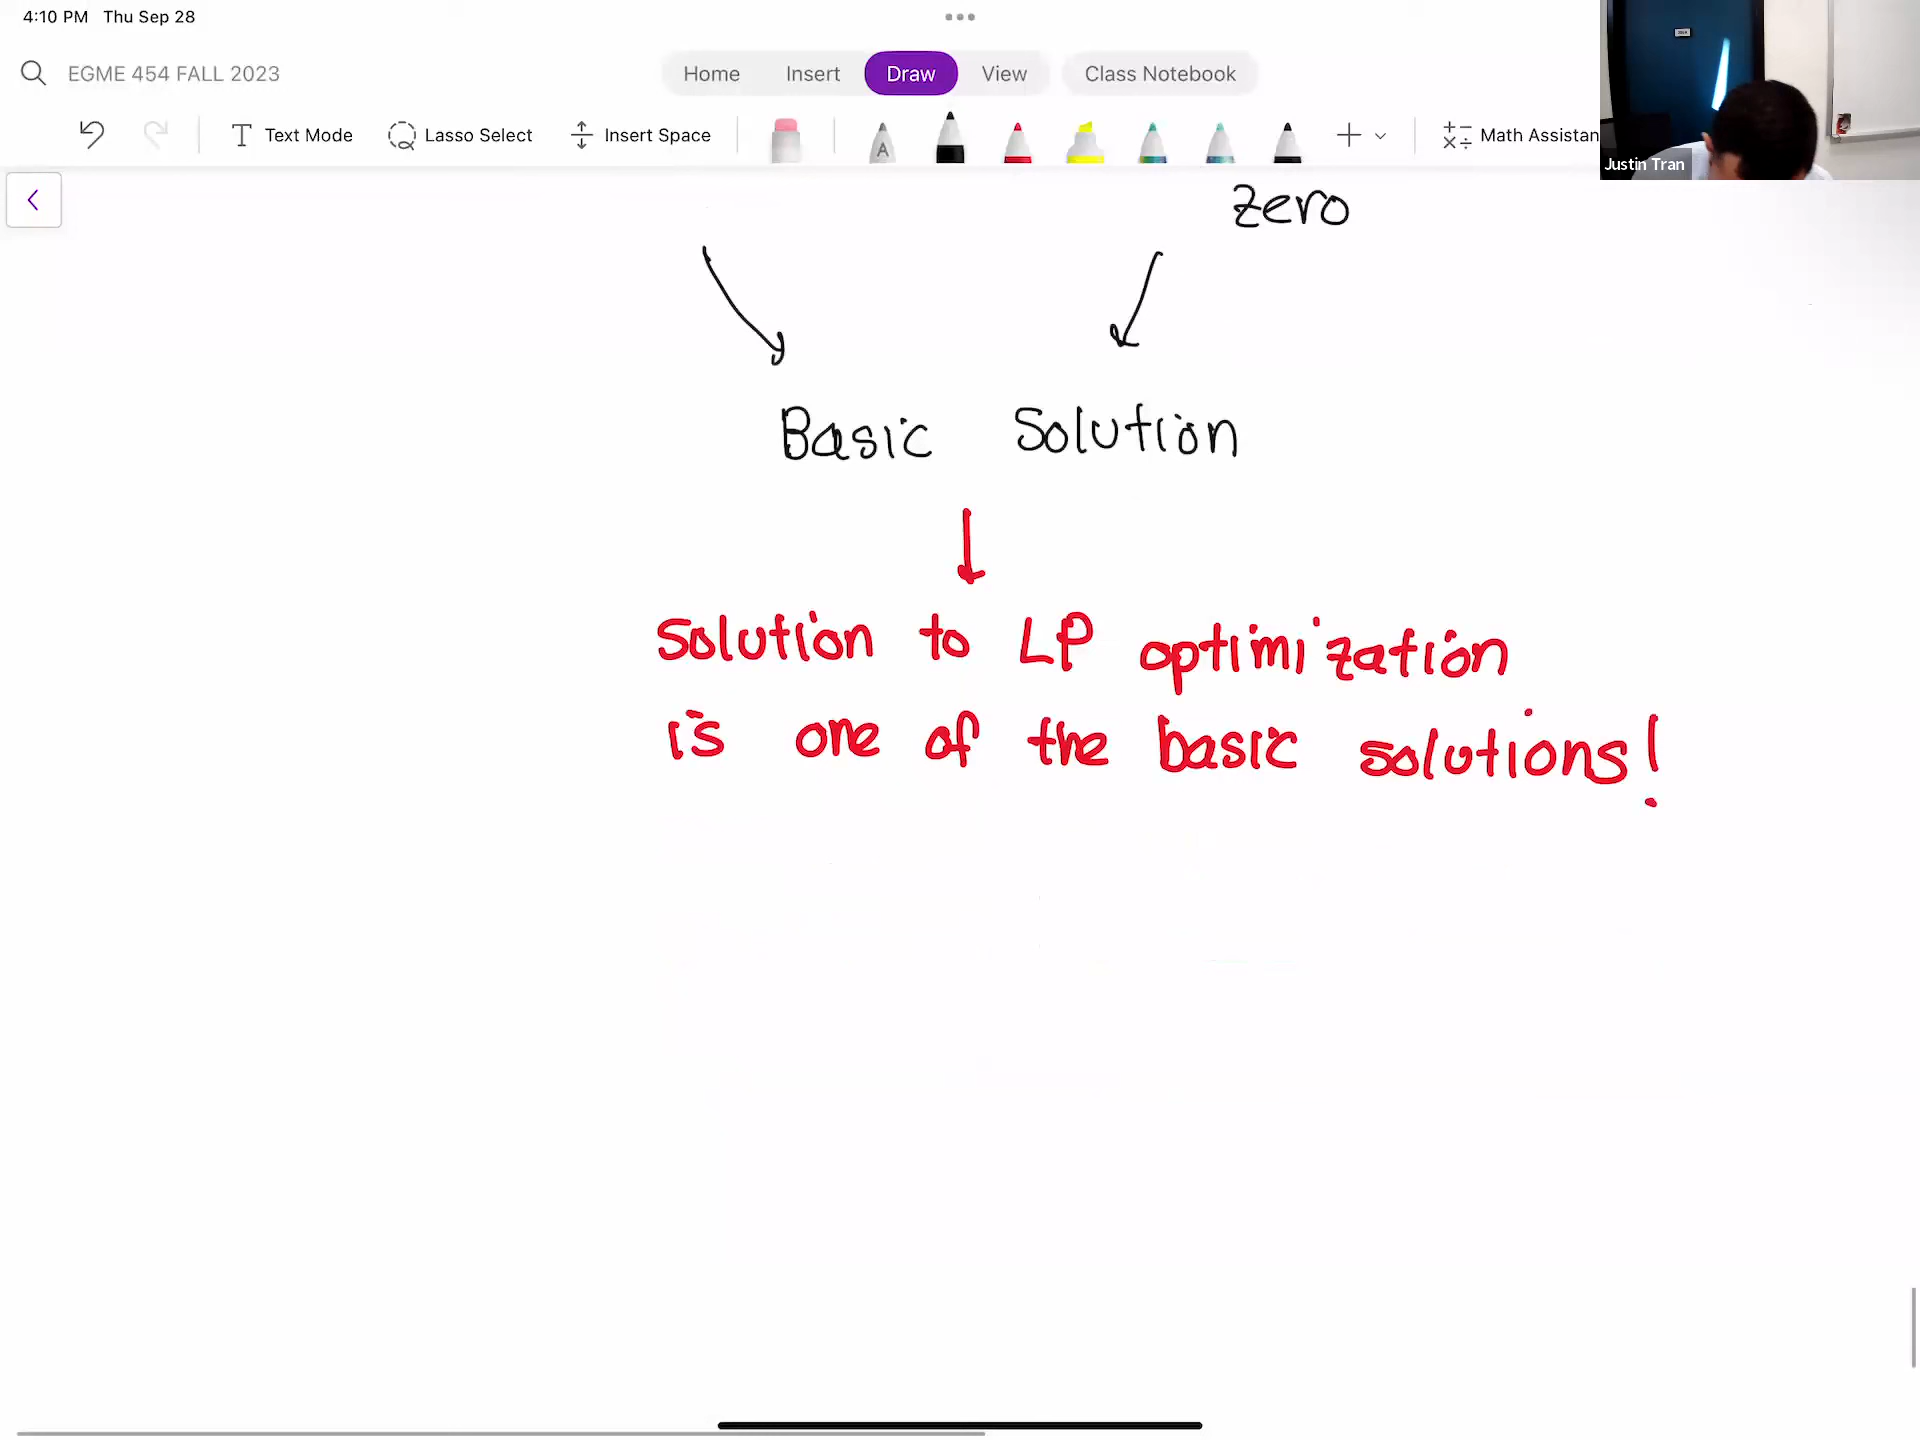 4:10 PM Thu Sep 28
EGME 454 FALL 2023
Home Insert Draw View Class Notebook
Text Mode Lasso Select Insert Space A Math Assistan
Justin Tran
Zero
Basic Solution
Solution to LP optimization
is one of the basic solutions!